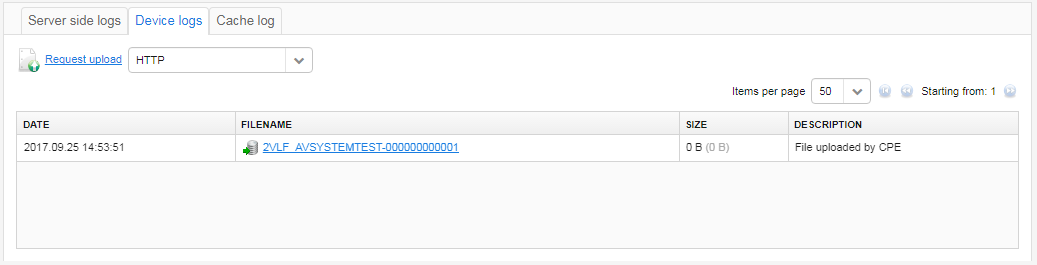 Server side logs Device logs Cache log
Request upload HTTP
Items per page 50 Starting from: 1
DATE FILENAME SIZE DESCRIPTION
2017.09.25 14:53:51 2VLF_AVSYSTEMTEST-000000000001 0 B (0 B) File uploaded by CPE